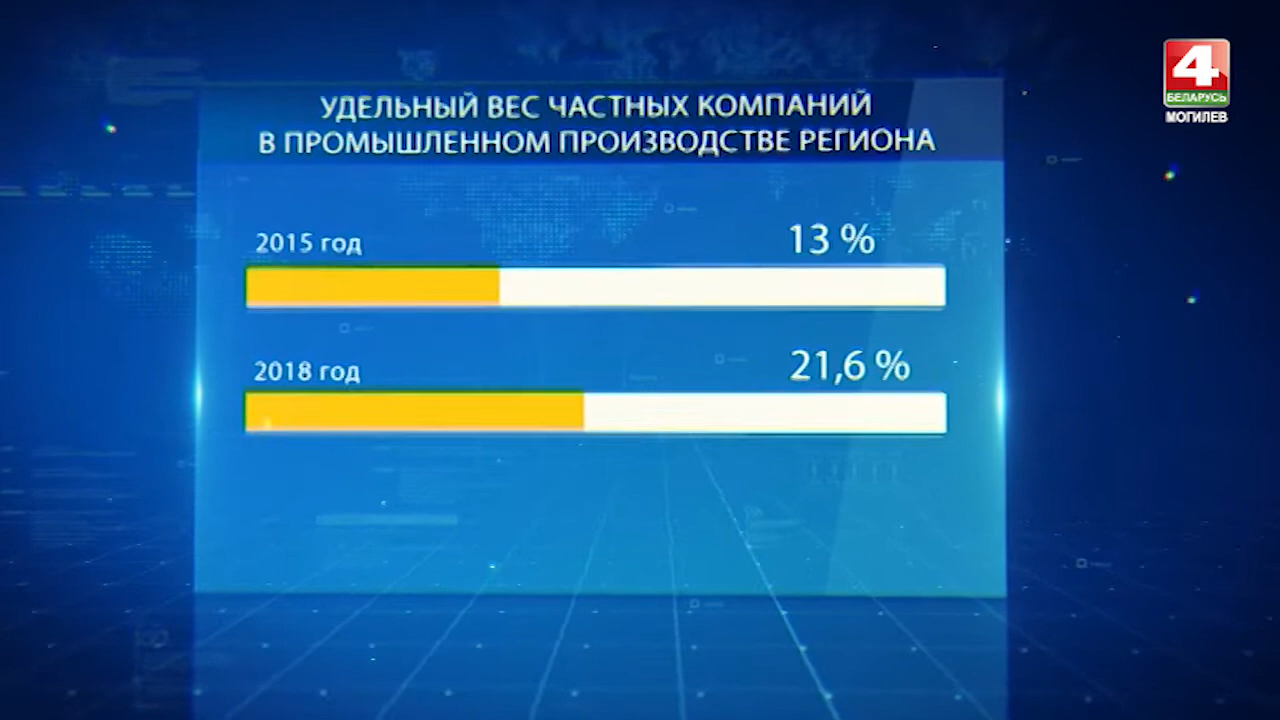 4
БЕЛАРУСЬ
МОГИЛЕВ
УДЕЛЬНЫЙ ВЕС ЧАСТНЫХ КОМПАНИЙ
В ПРОМЫШЛЕННОМ ПРОИЗВОДСТВЕ РЕГИОНА
2015 год 13 %
2018 год 21,6 %